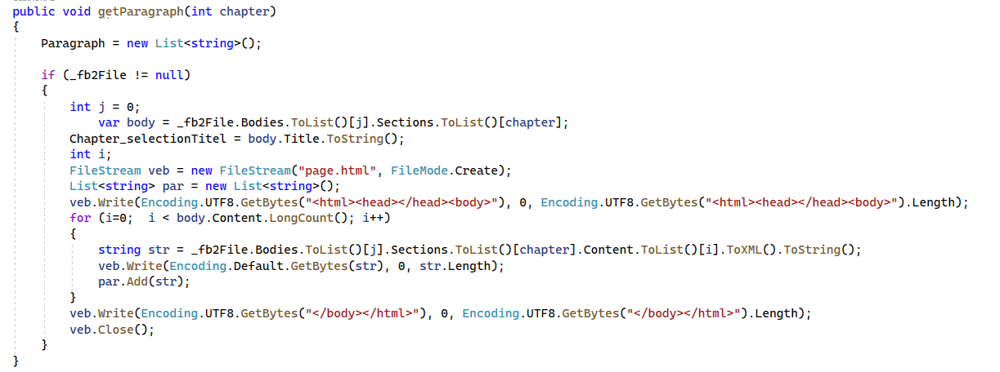 public void getParagraph(int chapter)
{
Paragraph = new List<string>();
if (_fb2File != null)
{
int j = 0;
var body = _fb2File.Bodies.ToList()[j].Sections.ToList()[chapter];
Chapter_selectionTitel = body.Title.ToString();
int i;
FileStream veb = new FileStream("page.html", FileMode.Create);
List<string> par = new List<string>();
veb.Write(Encoding.UTF8.GetBytes("<html><head></head><body>"), 0, Encoding.UTF8.GetBytes("<html><head></head><body>").Length);
for (i=0;  i < body.Content.LongCount(); i++)
{
string str = _fb2File.Bodies.ToList()[j].Sections.ToList()[chapter].Content.ToList()[i].ToXML().ToString();
veb.Write(Encoding.Default.GetBytes(str), 0, str.Length);
par.Add(str);
}
veb.Write(Encoding.UTF8.GetBytes("</body></html>"), 0, Encoding.UTF8.GetBytes("</body></html>").Length);
veb.Close();
}
}